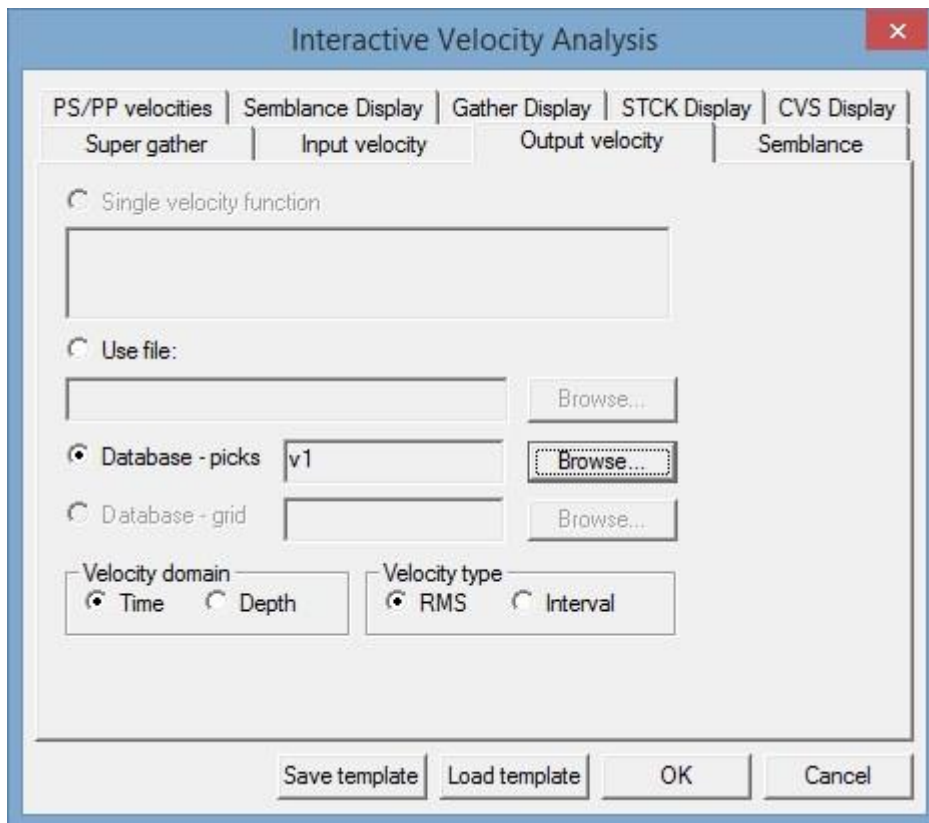 Interactive Velocity Analysis
PS/PP velocities Semblance Display Gather Display STCK Display CVS Display
Super gather Input velocity Output velocity Semblance
Single velocity function
Use file:
Browse...
Database - picks v1 Browse...
Database - grid Browse...
Velocity domain Velocity type
Time Depth RMS Interval
Save template Load template OK Cancel